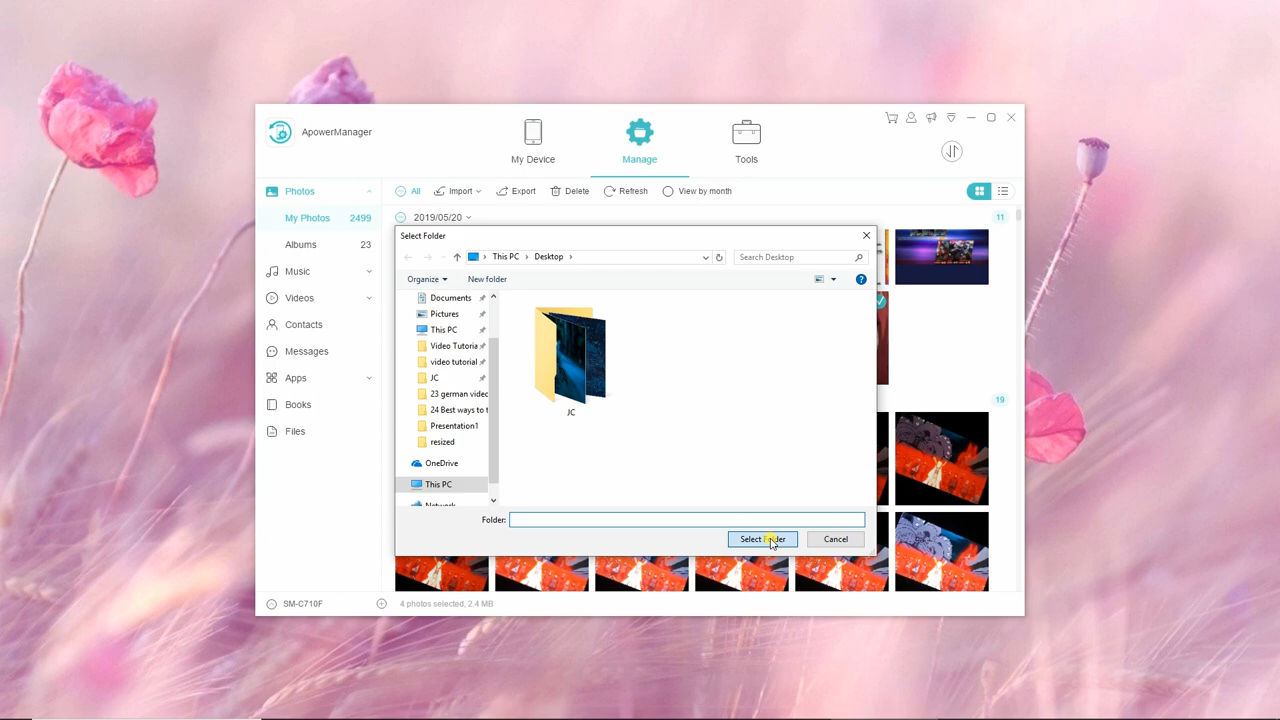 ApowerManager
My Device
Manage
Tools
Photos
All
Import
Export
Delete
Refresh
View by month
My Photos 2499
2019/05/20
11
Albums 23
Music
Videos
Contacts
Messages
Apps
Books
Files
Select Folder
This PC
Desktop
Search Desktop
Organize
New folder
Documents
Pictures
This PC
Video Tutoria
video tutorial
JC
23 german videc
24 Best ways to t
Presentation1
resized
OneDrive
This PC
Network
JC
19
Folder:
Select Folder
Cancel
SM-C710F
4 photos selected, 2.4 MB